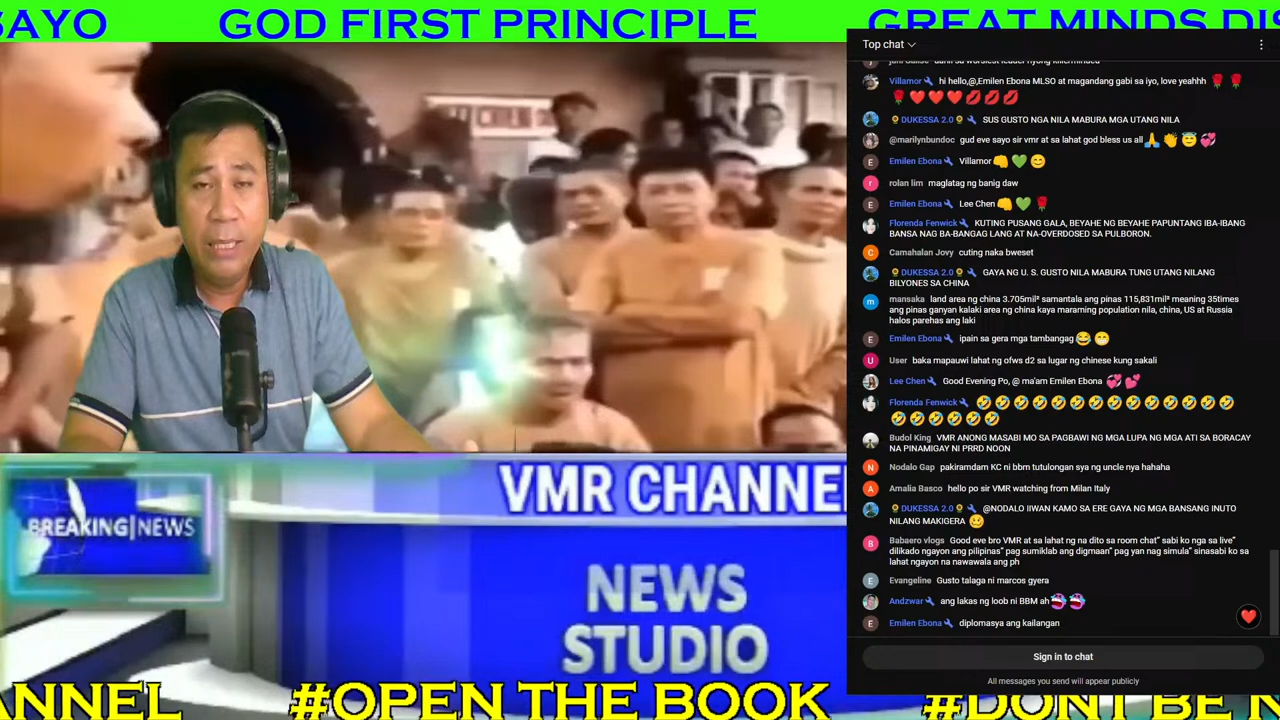 SAYO GOD FIRST PRINCIPLE GREAT MINDS DIS
Top chat
Villamor hi hello,@,Emilen Ebona MLSO at magandang gabi sa iyo, love yeahhh 🌹 🌹
🌹 ❤️ ❤️ ❤️ 💋 💋 💋
🌻DUKESSA 2.0🌻 SUS GUSTO NGA NILA MABURA MGA UTANG NILA
@marilynbundoc gud eve sayo sir vmr at sa lahat god bless us all🙏 👏 😇 💞
Emilen Ebona Villamor👊 💚 😊
rolan lim maglatag ng banig daw
Emilen Ebona Lee Chen👊 💚 🌹
Florenda Fenwick KUTING PUSANG GALA, BEYAHE NG BEYAHE PAPUNTANG IBA-IBANG
BANSA NAG BA-BANGAG LANG AT NA-OVERDOSED SA PULBORON.
Camahalan Jovy cuting naka bweset
🌻DUKESSA 2.0🌻 GAYA NG U. S. GUSTO NILA MABURA TUNG UTANG NILANG
BILYONES SA CHINA
mansaka land area ng china 3.705mil² samantala ang pinas 115,831mil² meaning 35times
ang pinas ganyan kalaki area ng china kaya maraming population nila, china, US at Russia
halos parehas ang laki
Emilen Ebona ipain sa gera mga tambangag😂 😁
User baka mapauwi lahat ng ofws d2 sa lugar ng chinese kung sakali
Lee Chen Good Evening Po, @ ma'am Emilen Ebona 💞 💕
Florenda Fenwick 🤣 🤣 🤣 🤣 🤣 🤣 🤣 🤣 🤣 🤣 🤣 🤣 🤣 🤣
🤣 🤣 🤣 🤣 🤣 🤣
Budol King VMR ANONG MASABI MO SA PAGBAWI NG MGA LUPA NG MGA ATI SA BORACAY
NA PINAMIGAY NI PRRD NOON
Nodalo Gap pakiramdam KC ni bbm tutulongan sya ng uncle nya hahaha
Amalia Basco hello po sir VMR watching from Milan Italy
🌻DUKESSA 2.0🌻 @NODALO IIWAN KAMO SA ERE GAYA NG MGA BANSANG INUTO
NILANG MAKIGERA 🥴
Babaero vlogs Good eve bro VMR at sa lahat ng na dito sa room chat" sabi ko nga sa live"
dilikado ngayon ang pilipinas" pag sumiklab ang digmaan" pag yan nag simula" sinasabi ko sa
lahat ngayon na nawawala ang ph
Evangeline Gusto talaga ni marcos gyera
Andzwar ang lakas ng loob ni BBM ah🥶 🥶
Emilen Ebona diplomasya ang kailangan
Sign in to chat
All messages you send will appear publicly
VMR CHANNE
BREAKING|NEWS
NEWS
STUDIO
ANNEL #OPEN THE BOOK #DONT BE N